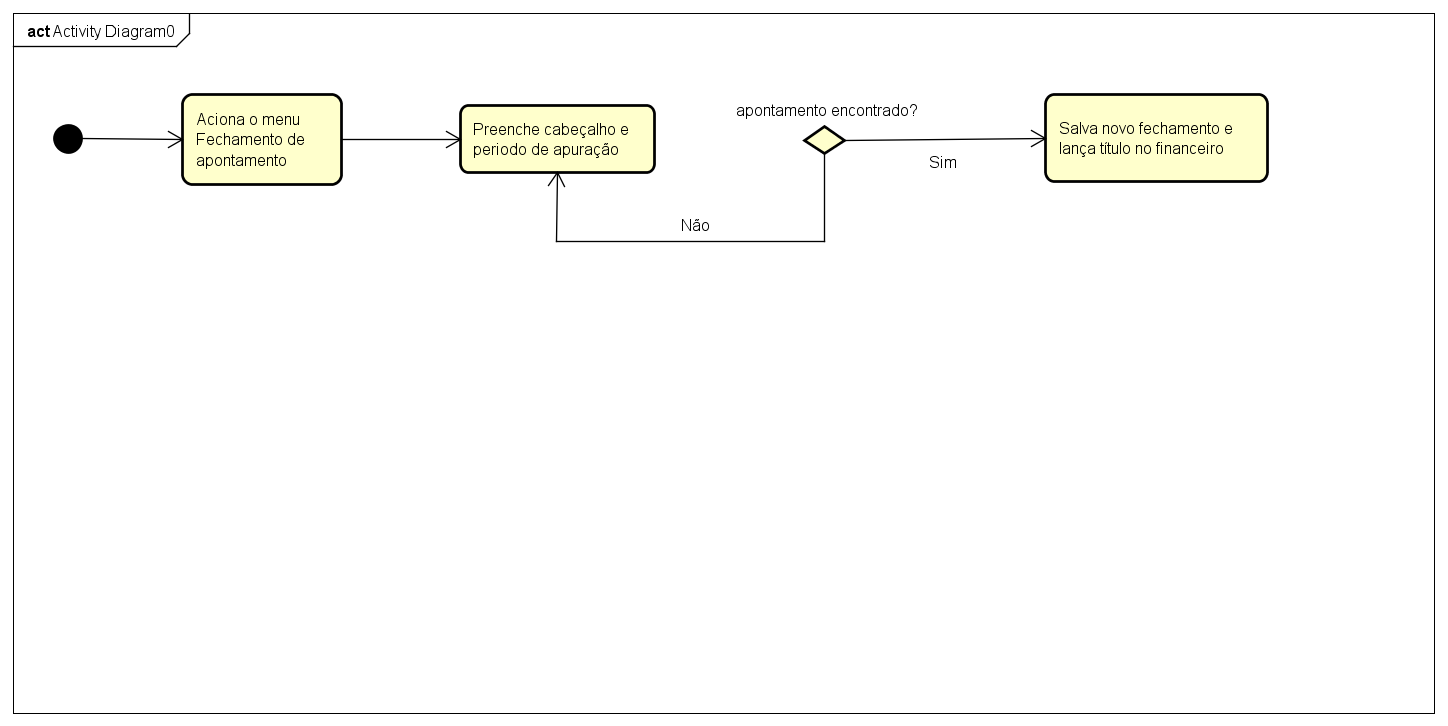 act Activity Diagram0
Aciona o menu
Fechamento de
apontamento
Preenche cabeçalho e
periodo de apuração
apontamento encontrado?
Sim
Não
Salva novo fechamento e
lança título no financeiro